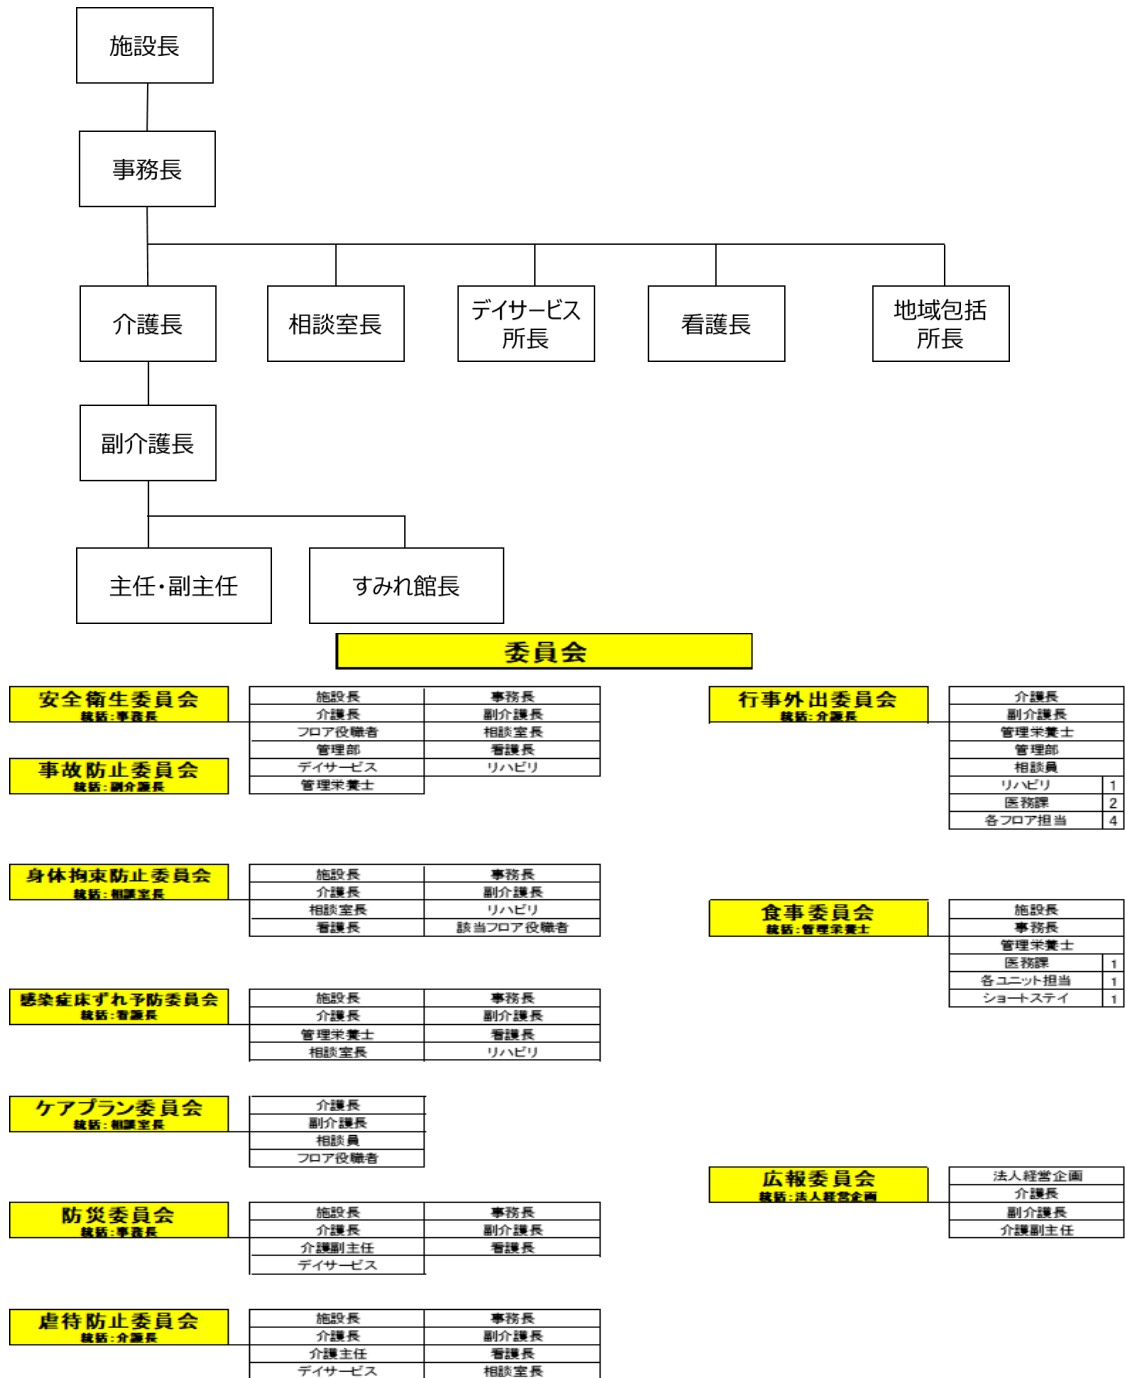 施設長
事務長
介護長
相談室長
デイサービス
所長
看護長
地域包括
所長
副介護長
主任・副主任
すみれ館長
委員会
安全衛生委員会
統括:事務長
事故防止委員会
統括:副介護長
施設長 事務長
介護長 副介護長
フロア役職者 相談室長
管理部 看護長
デイサービス リハビリ
管理栄養士
身体拘束防止委員会
統括:相談室長
施設長 事務長
介護長 副介護長
相談室長 リハビリ
看護長 該当フロア役職者
感染症床ずれ予防委員会
統括:看護長
施設長 事務長
介護長 副介護長
管理栄養士 看護長
相談室長 リハビリ
ケアプラン委員会
統括:相談室長
介護長
副介護長
相談員
フロア役職者
防災委員会
統括:事務長
施設長 事務長
介護長 副介護長
介護副主任 看護長
デイサービス
虐待防止委員会
統括:介護長
施設長 事務長
介護長 副介護長
介護主任 看護長
デイサービス 相談室長
行事外出委員会
統括:介護長
介護長
副介護長
管理栄養士
管理部
相談員
リハビリ 1
医務課 2
各フロア担当 4
食事委員会
統括:管理栄養士
施設長
事務長
管理栄養士
医務課 1
各ユニット担当 1
ショートステイ 1
広報委員会
統括:法人経営企画
法人経営企画
介護長
副介護長
介護副主任